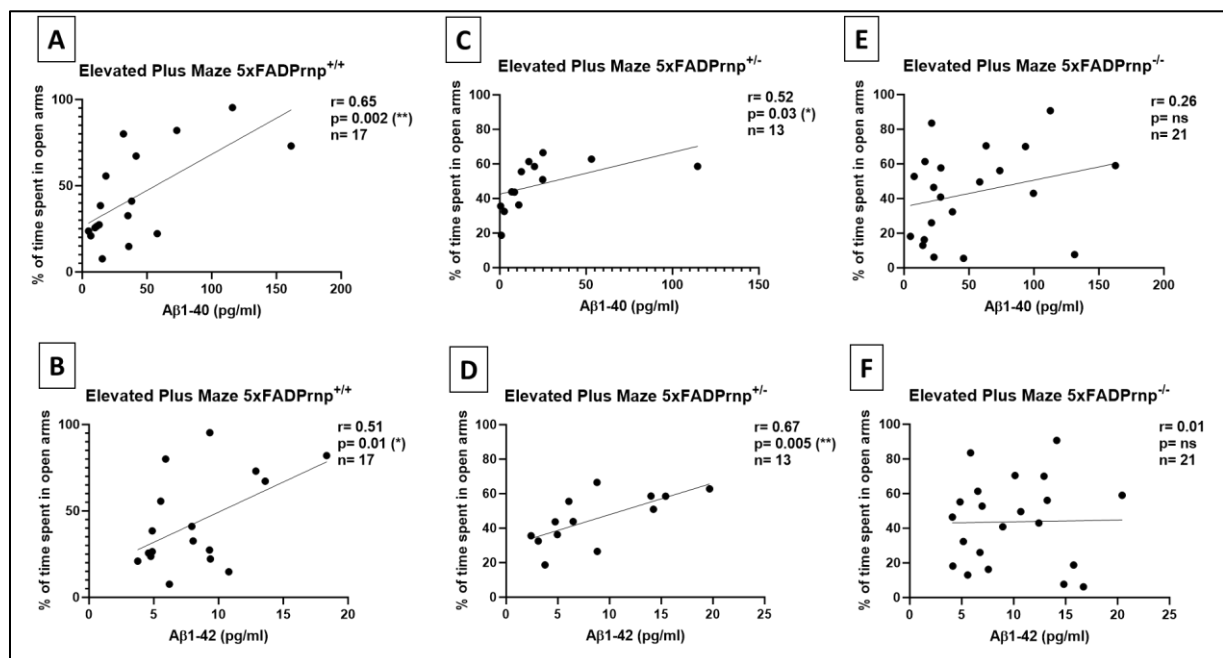 A
Elevated Plus Maze 5xFADPrnp+/+
r= 0.65
p= 0.002 (**)
n= 17
% of time spent in open arms
100
50
0
0 50 100 150 200
Aβ1-40 (pg/ml)
C
Elevated Plus Maze 5xFADPrnp+/-
r= 0.52
p= 0.03 (*)
n= 13
% of time spent in open arms
100
80
60
40
20
0
0 50 100 150
Aβ1-40 (pg/ml)
E
Elevated Plus Maze 5xFADPrnp-/-
r= 0.26
p= ns
n= 21
% of time spent in open arms
100
80
60
40
20
0
0 50 100 150 200
Aβ1-40 (pg/ml)
B
Elevated Plus Maze 5xFADPrnp+/+
r= 0.51
p= 0.01 (*)
n= 17
% of time spent in open arms
100
50
0
0 5 10 15 20
Aβ1-42 (pg/ml)
D
Elevated Plus Maze 5xFADPrnp+/-
r= 0.67
p= 0.005 (**)
n= 13
% of time spent in open arms
100
80
60
40
20
0
0 5 10 15 20 25
Aβ1-42 (pg/ml)
F
Elevated Plus Maze 5xFADPrnp-/-
r= 0.01
p= ns
n= 21
% of time spent in open arms
100
80
60
40
20
0
0 5 10 15 20 25
Aβ1-42 (pg/ml)